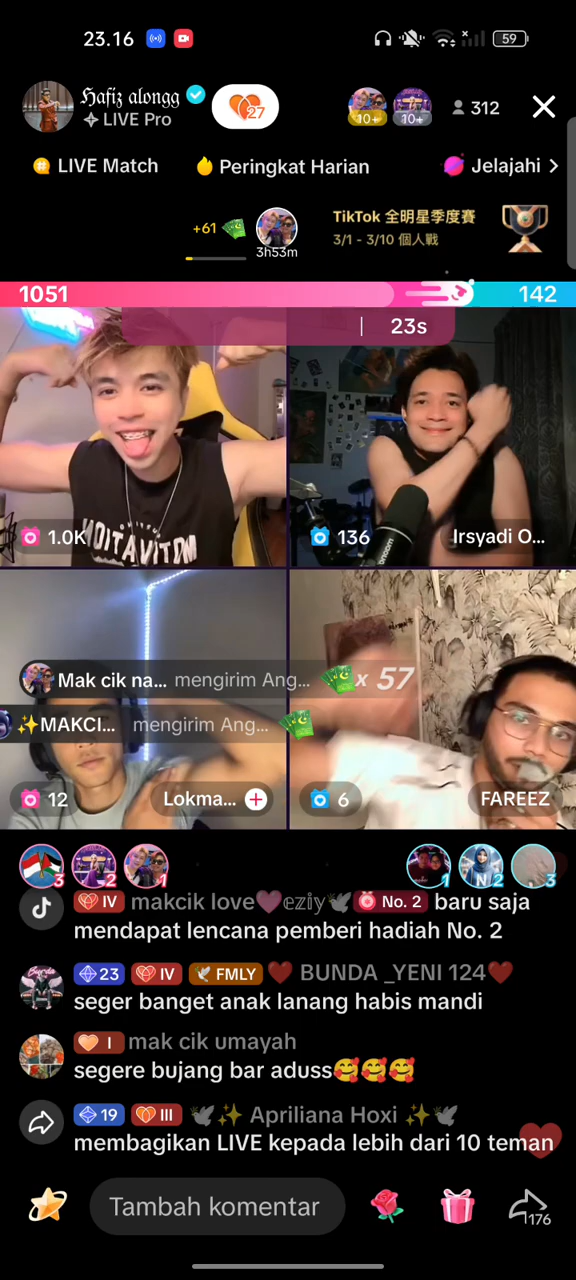 23.16
59
ℌ𝔞𝔣𝔦𝔷 𝔞𝔩𝔬𝔫𝔤𝔤
LIVE Pro
27
10+
10+
312
LIVE Match
Peringkat Harian
Jelajahi >
+61
3h53m
TikTok 全明星季度賽
3/1 - 3/10 個人戰
1051
142
23s
1.0K
136
Irsyadi O...
Mak cik na... mengirim Ang... x 57
✨MAKCI... mengirim Ang...
12
Lokma...
6
FAREEZ
3
2
1
1
N 2
3
IV makcik love💜𝕖𝕫𝕚𝕪🕊 No. 2 baru saja
mendapat lencana pemberi hadiah No. 2
23 IV FMLY ❤ BUNDA _YENI 124❤
seger banget anak lanang habis mandi
I mak cik umayah
segere bujang bar aduss🥰🥰🥰
19 III 🕊✨ Apriliana Hoxi ✨🕊
membagikan LIVE kepada lebih dari 10 teman
Tambah komentar
176